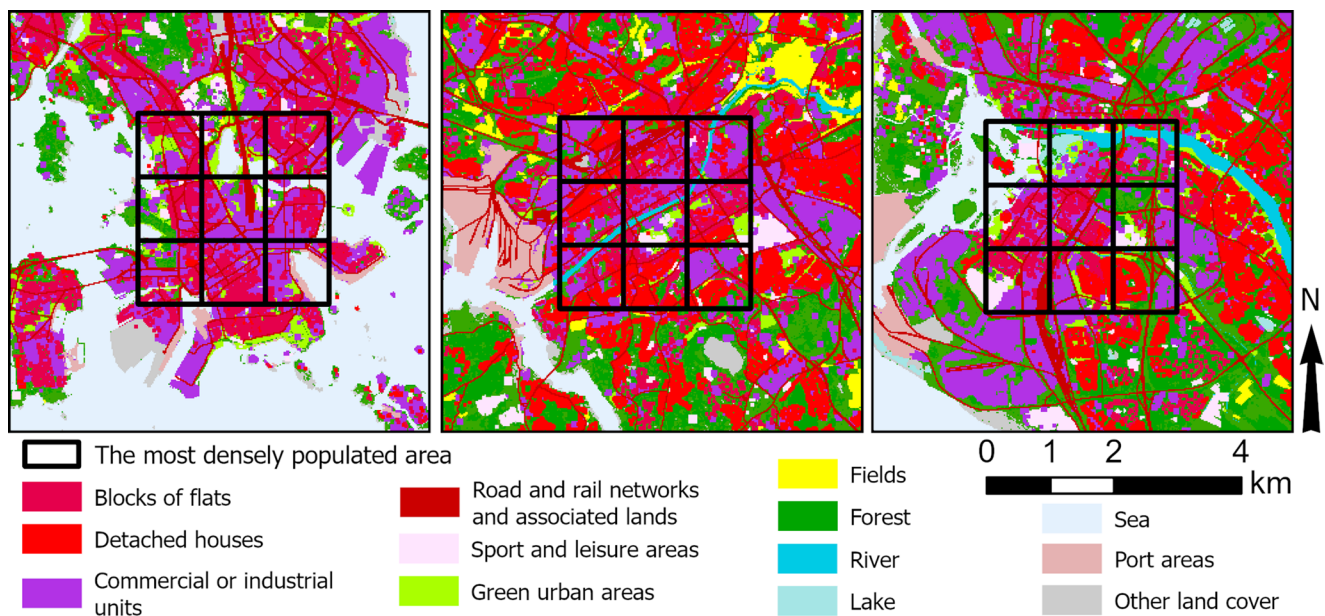 N
The most densely populated area
Blocks of flats
Detached houses
Commercial or industrial
units
Road and rail networks
and associated lands
Sport and leisure areas
Green urban areas
Fields
Forest
River
Lake
0 1 2 4
km
Sea
Port areas
Other land cover